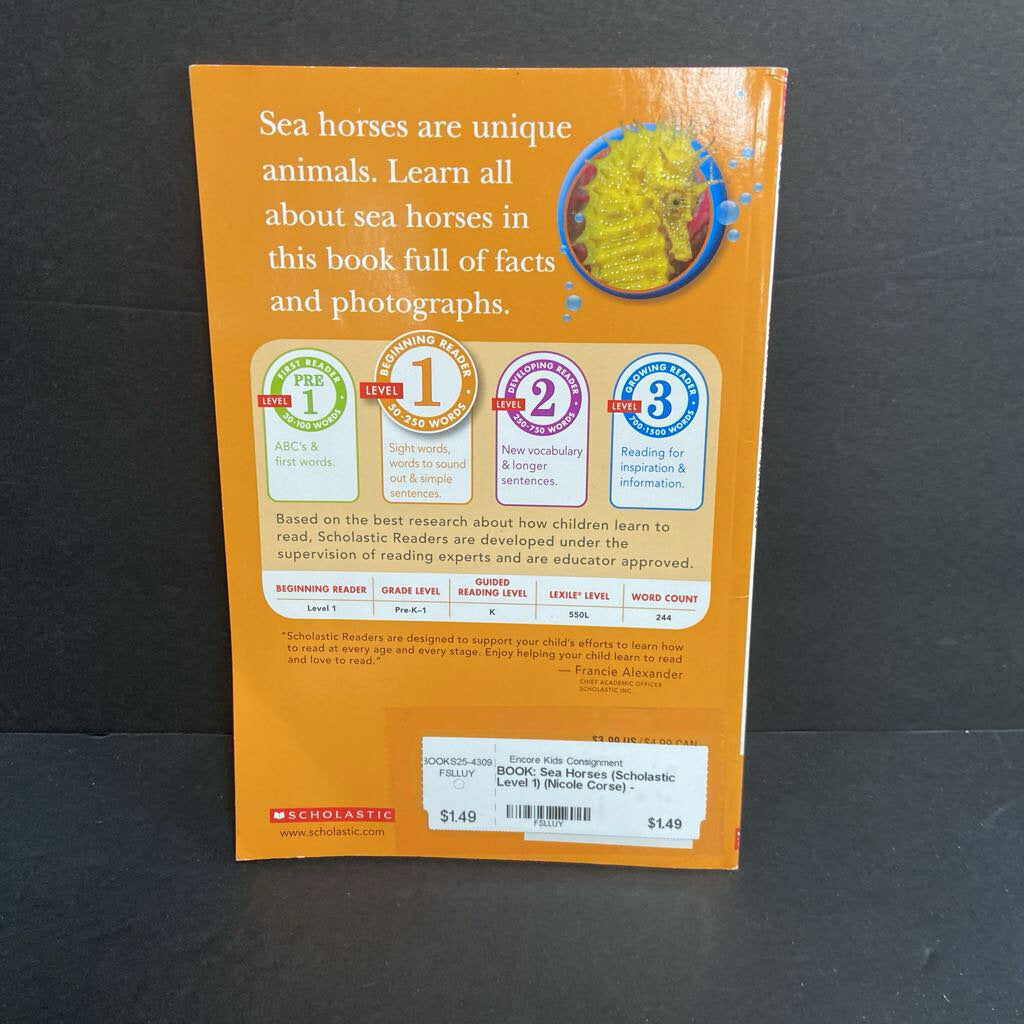 Sea horses are unique
animals. Learn all
about sea horses in
this book full of facts
and photographs.
FIRST READER
LEVEL PRE 1
30-100 WORDS
ABC's &
first words.
BEGINNING READER
LEVEL 1
50-250 WORDS
Sight words,
words to sound
out & simple
sentences.
DEVELOPING READER
LEVEL 2
250-750 WORDS
New vocabulary
& longer
sentences.
GROWING READER
LEVEL 3
700-1500 WORDS
Reading for
inspiration &
information.
Based on the best research about how children learn to
read, Scholastic Readers are developed under the
supervision of reading experts and are educator approved.
BEGINNING READER GRADE LEVEL GUIDED READING LEVEL LEXILE® LEVEL WORD COUNT
Level 1 Pre-K–1 K 550L 244
"Scholastic Readers are designed to support your child's efforts to learn how
to read at every age and every stage. Enjoy helping your child learn to read
and love to read."
— Francie Alexander
CHIEF ACADEMIC OFFICER
SCHOLASTIC INC.
$3.99 US / $4.99 CAN
BOOKS25-4309
FSLLUY
$1.49
Encore Kids Consignment
BOOK: Sea Horses (Scholastic
Level 1) (Nicole Corse) -
FSLLUY
$1.49
SCHOLASTIC
www.scholastic.com